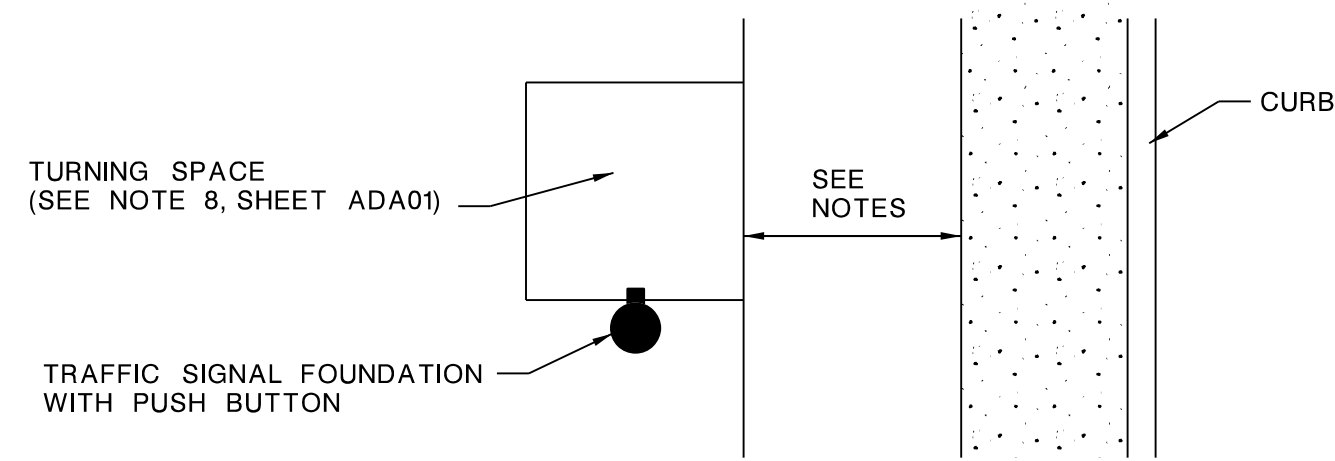 CURB
TURNING SPACE
(SEE NOTE 8, SHEET ADA01)
SEE
NOTES
TRAFFIC SIGNAL FOUNDATION
WITH PUSH BUTTON